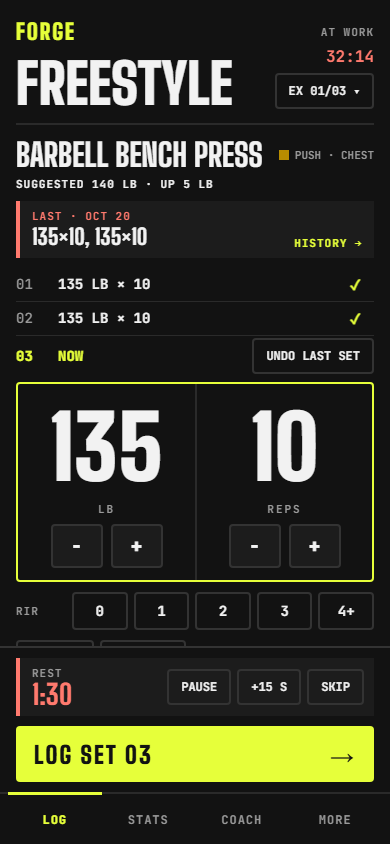 FORGE
AT WORK
32:14
FREESTYLE
EX 01/03 ▾
BARBELL BENCH PRESS
PUSH · CHEST
SUGGESTED 140 LB · UP 5 LB
LAST · OCT 20
135×10, 135×10
HISTORY →
01 135 LB × 10 ✓
02 135 LB × 10 ✓
03 NOW
UNDO LAST SET
135 10
LB REPS
- + - +
RIR 0 1 2 3 4+
REST
1:30
PAUSE +15 S SKIP
LOG SET 03 →
LOG STATS COACH MORE